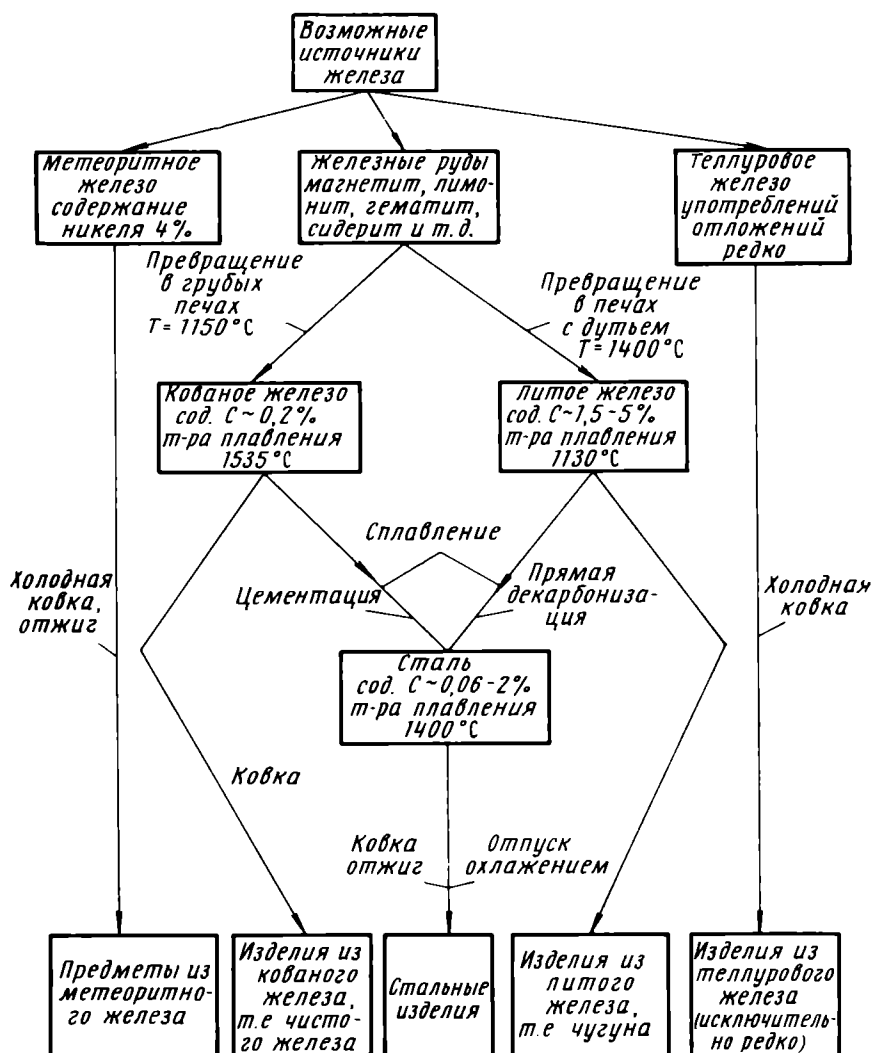 Возможные
источники
железа
Метеоритное
железо
содержание
никеля 4%
Железные руды
магнетит, лимо-
нит, гематит,
сидерит и т.д.
Теллуровое
железо
употреблений
отложений
редко
Превращение
в грубых
печах
T=1150°С
Превращение
в печах
с дутьем
T=1400°С
Кованое железо
сод. С~0,2%
т-ра плавления
1535°С
Литое железо
сод. С~1,5-5%
т-ра плавления
1130°С
Сплавление
Холодная
ковка,
отжиг
Цементация
Прямая
декарбониза-
ция
Холодная
ковка
Сталь
сод. С~0,06-2%
т-ра плавления
1400°С
Ковка
Ковка
отжиг
Отпуск
охлажением
Предметы из
метеоритно-
го железа
Изделия из
кованого
железа,
т.е чисто-
го железа
Стальные
изделия
Изделия из
литого
железа,
т.е чугуна
Изделия из
теллурового
железа
(исключитель-
но редко)